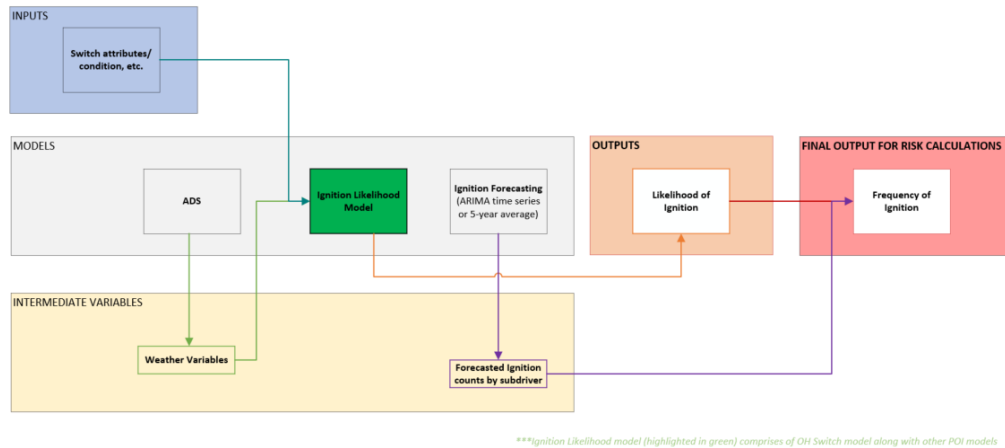 INPUTS
Switch attributes/
condition, etc.
MODELS
ADS
Ignition Likelihood
Model
Ignition Forecasting
(ARIMA time series
or 5-year average)
OUTPUTS
Likelihood of
Ignition
FINAL OUTPUT FOR RISK CALCULATIONS
Frequency of
Ignition
INTERMEDIATE VARIABLES
Weather Variables
Forecasted Ignition
counts by subdriver
***Ignition Likelihood model (highlighted in green) comprises of OH Switch model along with other POI models